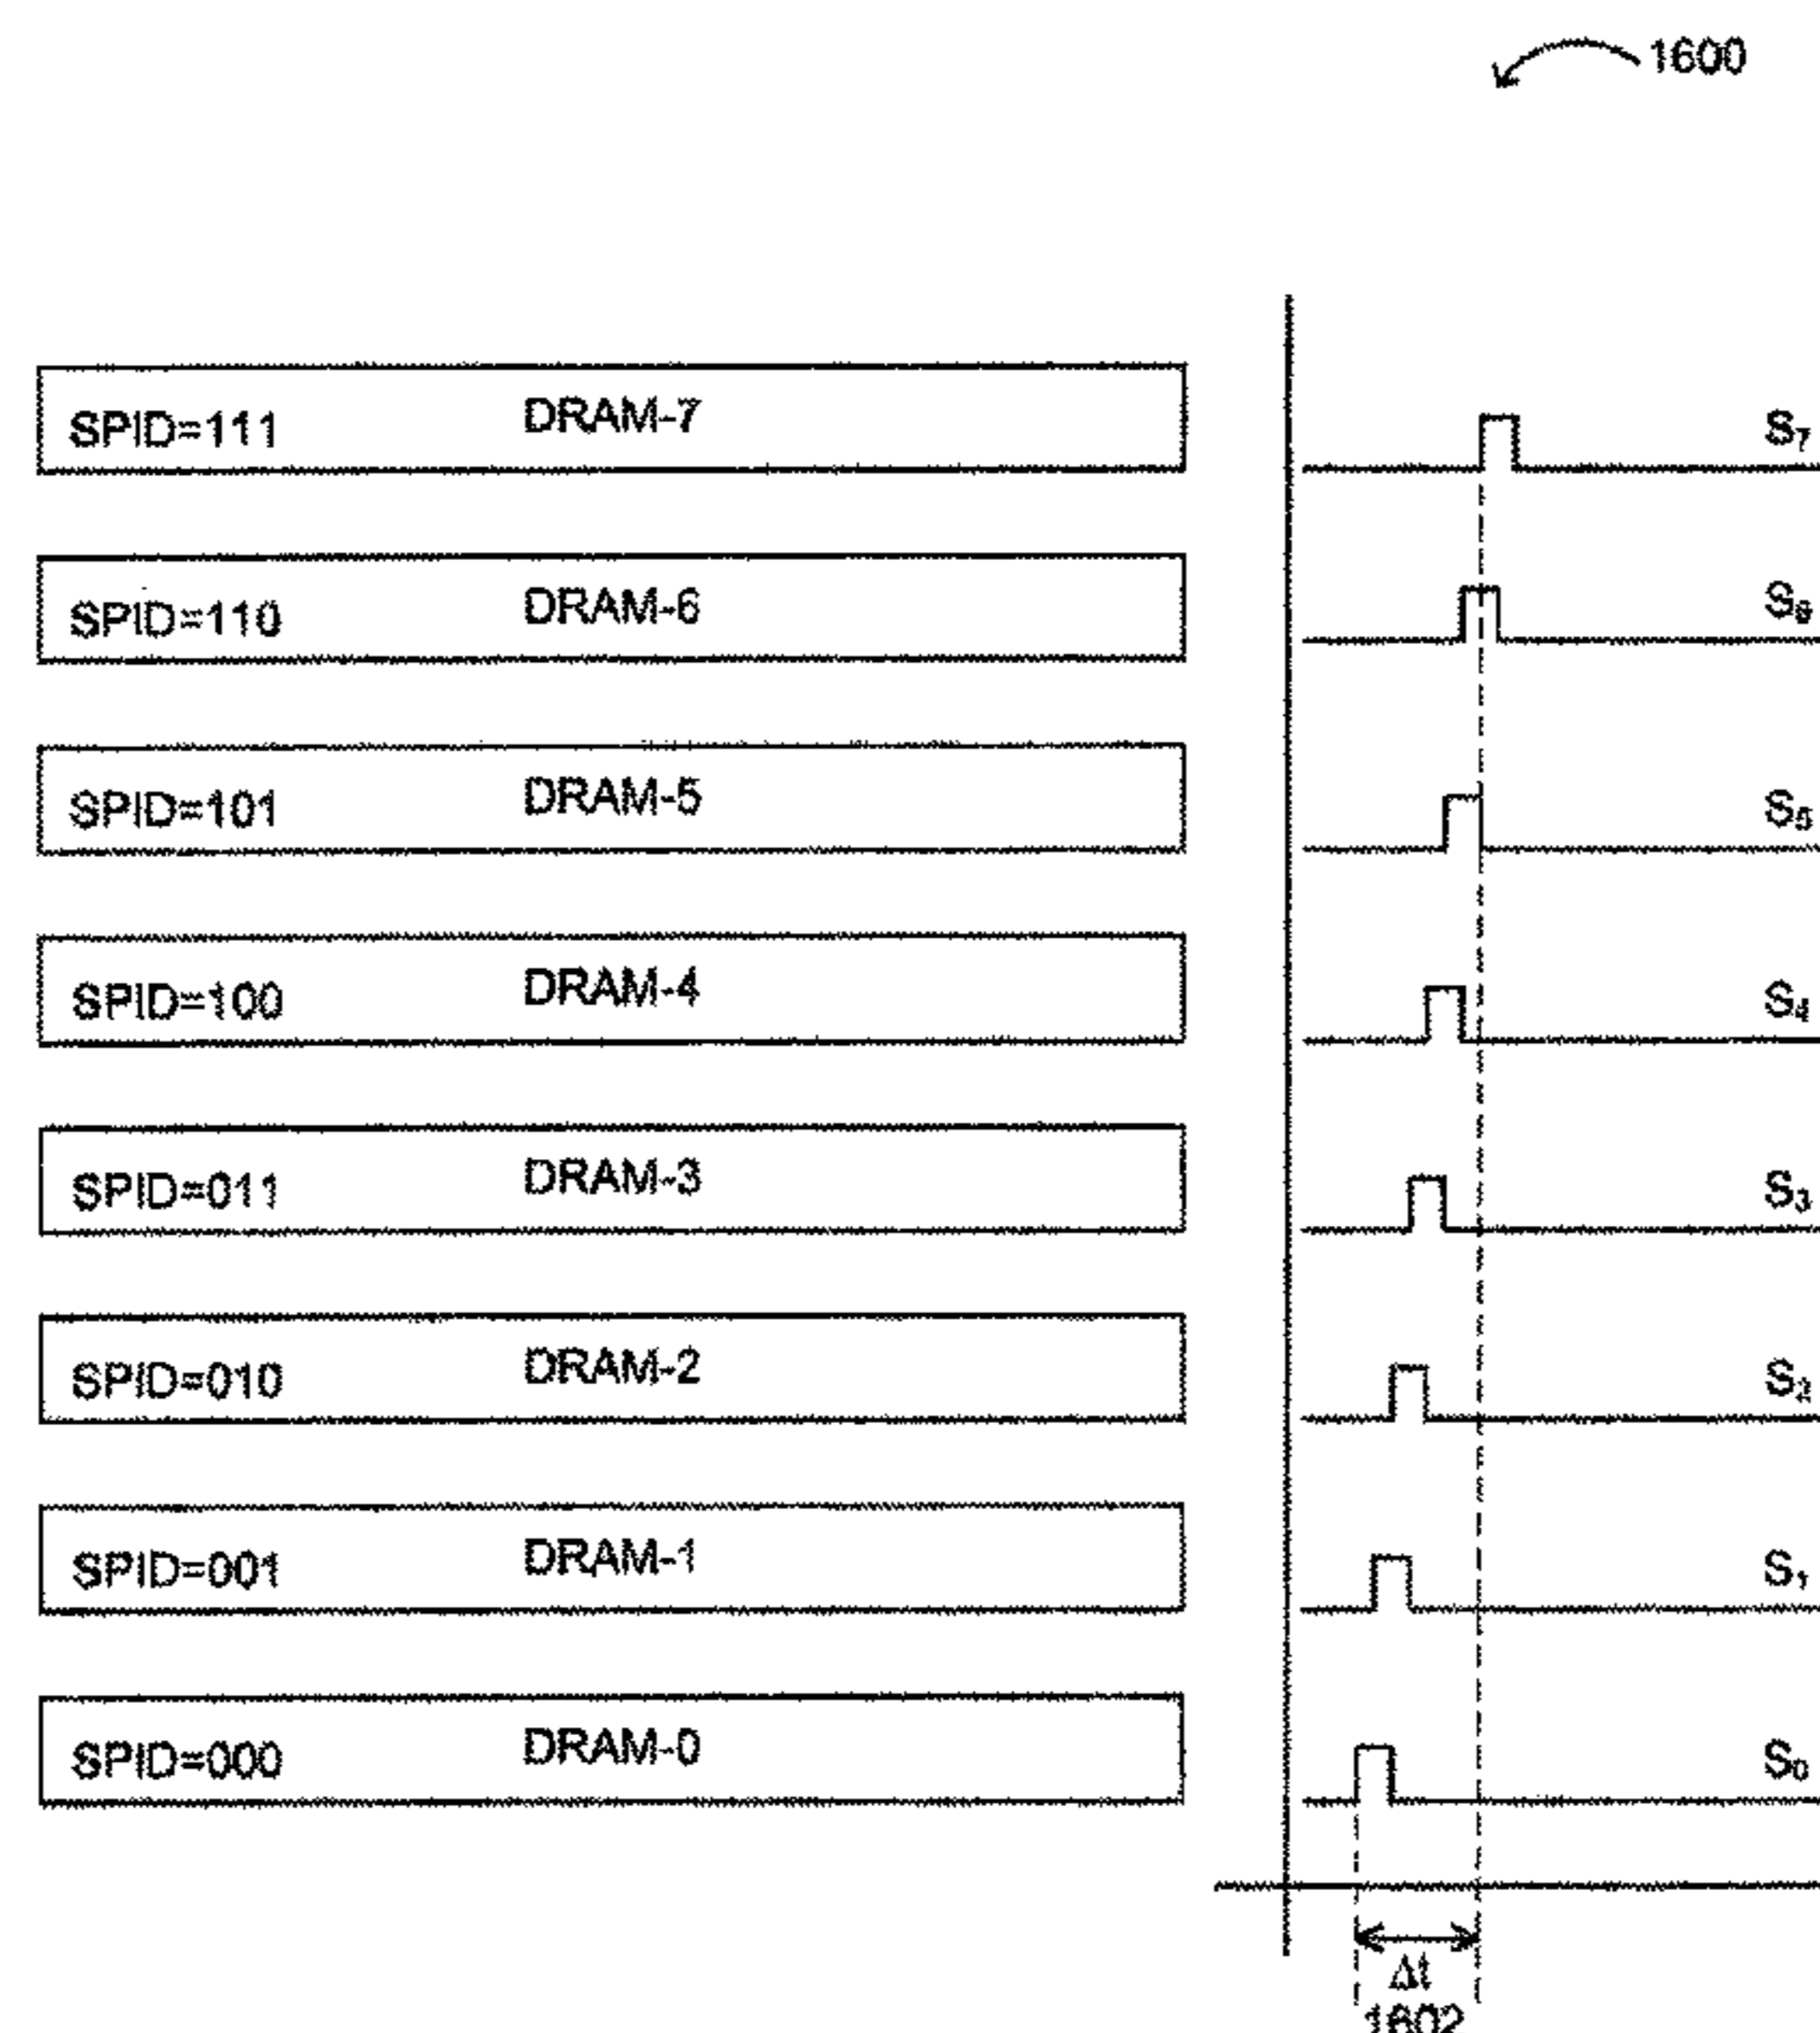 1600
SPID=111 DRAM-7 S₇
SPID=110 DRAM-6 S₆
SPID=101 DRAM-5 S₅
SPID=100 DRAM-4 S₄
SPID=011 DRAM-3 S₃
SPID=010 DRAM-2 S₂
SPID=001 DRAM-1 S₁
SPID=000 DRAM-0 S₀
Δt
1602